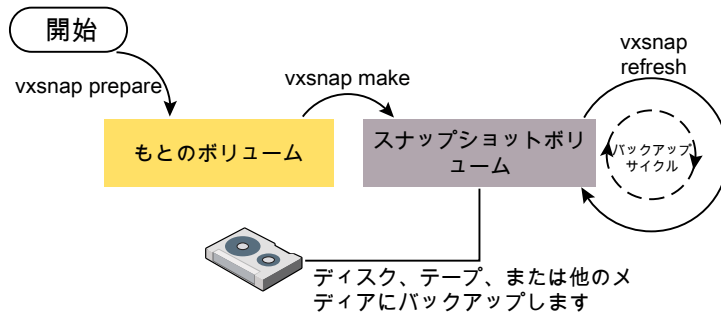 開始
vxsnap prepare
vxsnap make
vxsnap
refresh
もとのボリューム
スナップショットボリ
ューム
バックアップ
サイクル
ディスク、テープ、または他のメ
ディアにバックアップします